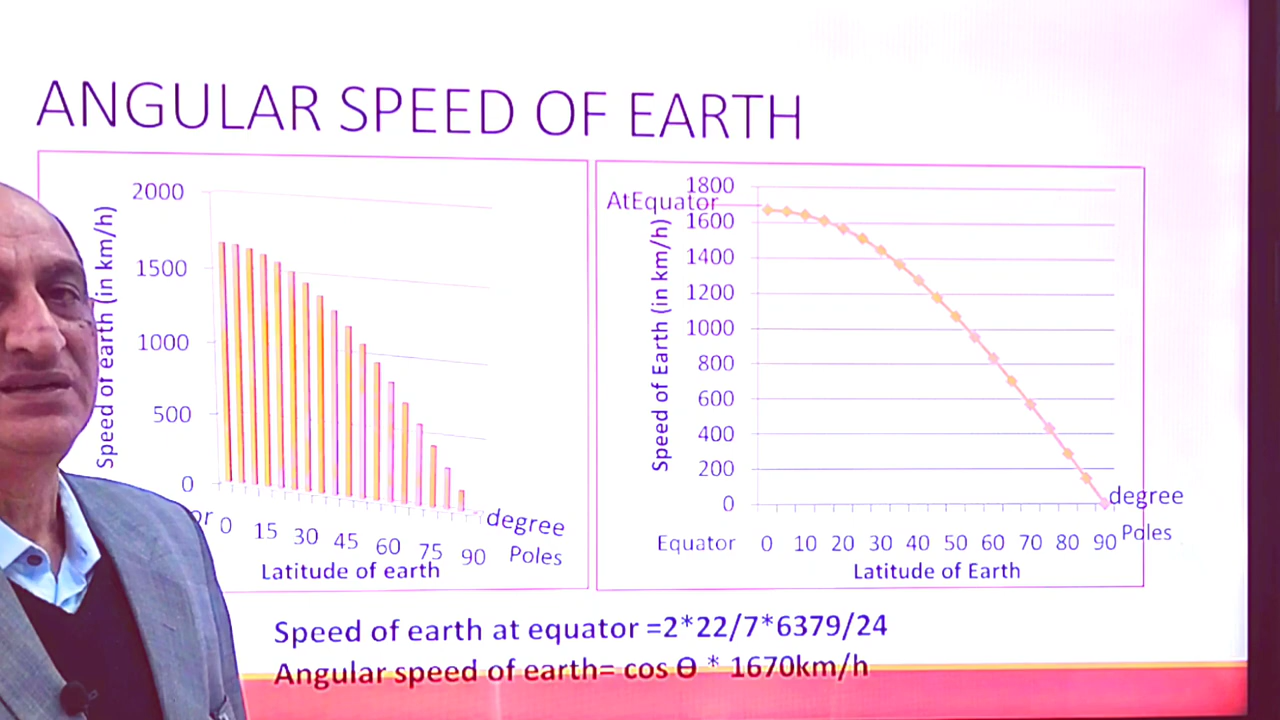 ANGULAR SPEED OF EARTH
2000
1500
1000
500
0
Speed of earth (in km/h)
or 0 15 30 45 60 75 90
degree
Poles
Latitude of earth
AtEquator
1800
1600
1400
1200
1000
800
600
400
200
0
Speed of Earth (in km/h)
degree
Poles
Equator 0 10 20 30 40 50 60 70 80 90
Latitude of Earth
Speed of earth at equator =2*22/7*6379/24
Angular speed of earth= cos Θ * 1670km/h